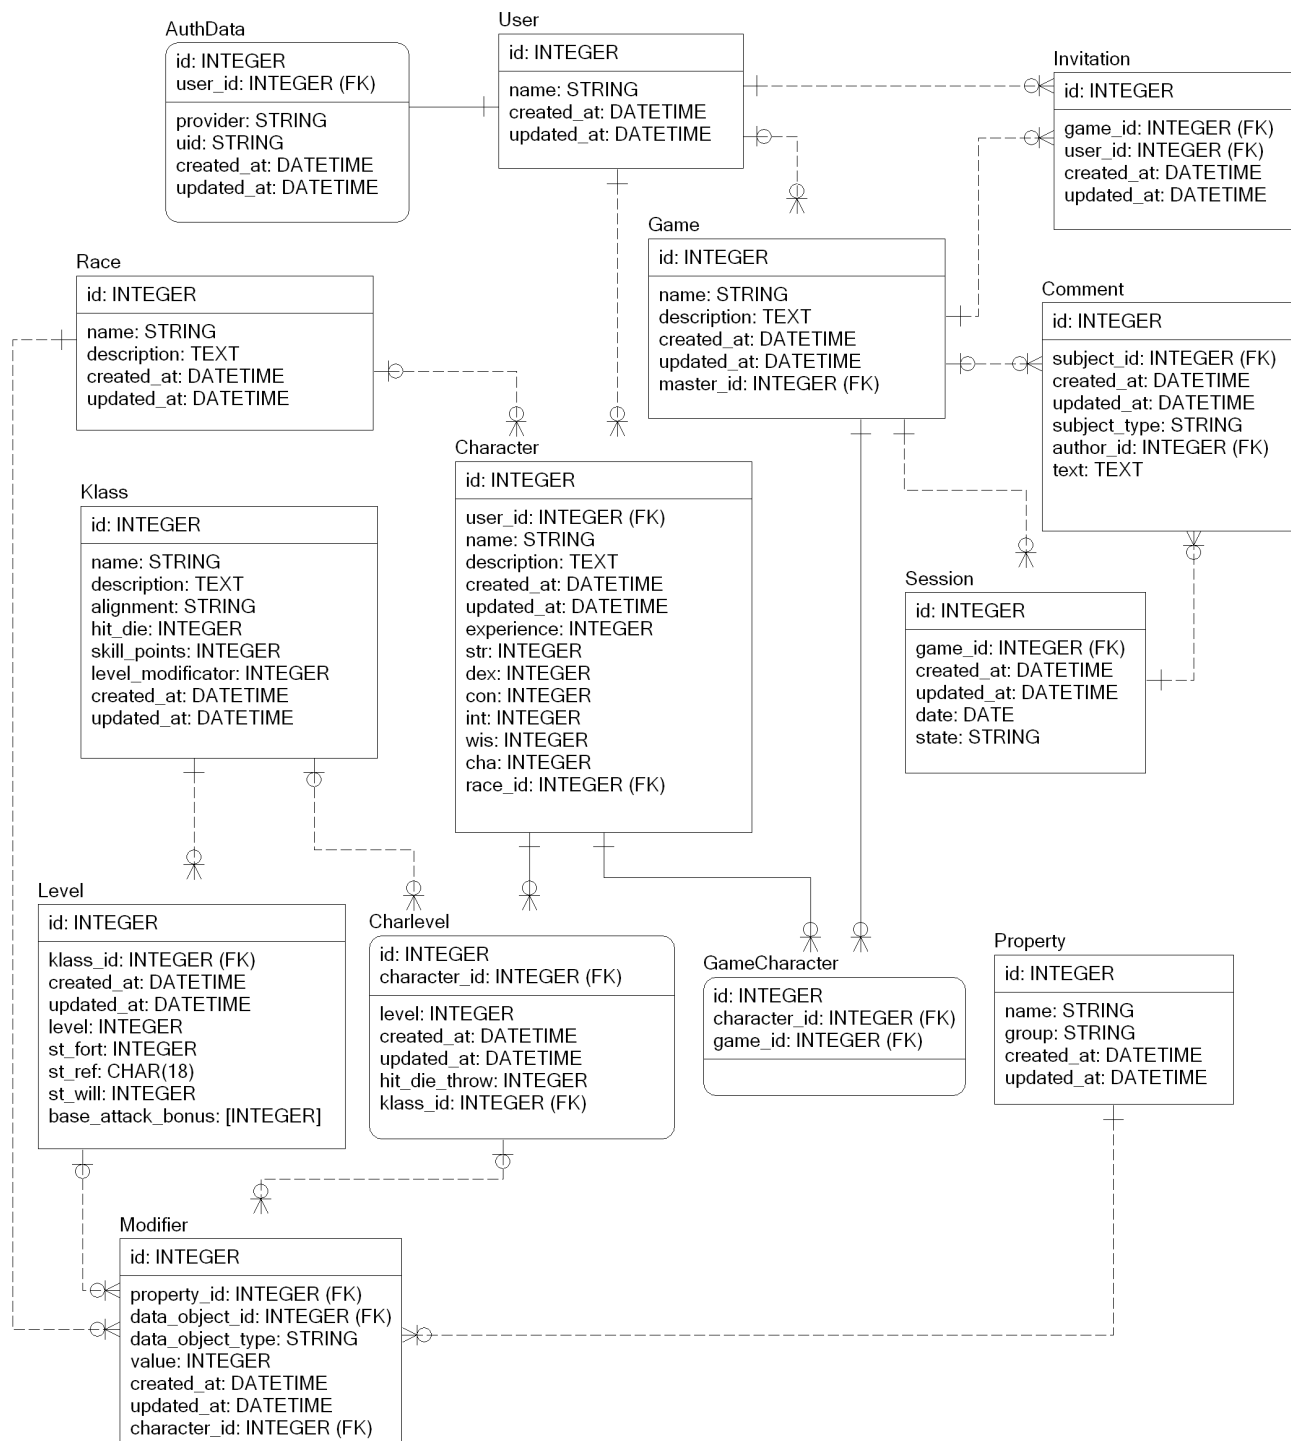 AuthData
id: INTEGER
user_id: INTEGER (FK)
provider: STRING
uid: STRING
created_at: DATETIME
updated_at: DATETIME
User
id: INTEGER
name: STRING
created_at: DATETIME
updated_at: DATETIME
Invitation
id: INTEGER
game_id: INTEGER (FK)
user_id: INTEGER (FK)
created_at: DATETIME
updated_at: DATETIME
Race
id: INTEGER
name: STRING
description: TEXT
created_at: DATETIME
updated_at: DATETIME
Game
id: INTEGER
name: STRING
description: TEXT
created_at: DATETIME
updated_at: DATETIME
master_id: INTEGER (FK)
Comment
id: INTEGER
subject_id: INTEGER (FK)
created_at: DATETIME
updated_at: DATETIME
subject_type: STRING
author_id: INTEGER (FK)
text: TEXT
Klass
id: INTEGER
name: STRING
description: TEXT
alignment: STRING
hit_die: INTEGER
skill_points: INTEGER
level_modificator: INTEGER
created_at: DATETIME
updated_at: DATETIME
Character
id: INTEGER
user_id: INTEGER (FK)
name: STRING
description: TEXT
created_at: DATETIME
updated_at: DATETIME
experience: INTEGER
str: INTEGER
dex: INTEGER
con: INTEGER
int: INTEGER
wis: INTEGER
cha: INTEGER
race_id: INTEGER (FK)
Session
id: INTEGER
game_id: INTEGER (FK)
created_at: DATETIME
updated_at: DATETIME
date: DATE
state: STRING
Level
id: INTEGER
klass_id: INTEGER (FK)
created_at: DATETIME
updated_at: DATETIME
level: INTEGER
st_fort: INTEGER
st_ref: CHAR(18)
st_will: INTEGER
base_attack_bonus: [INTEGER]
Charlevel
id: INTEGER
character_id: INTEGER (FK)
level: INTEGER
created_at: DATETIME
updated_at: DATETIME
hit_die_throw: INTEGER
klass_id: INTEGER (FK)
GameCharacter
id: INTEGER
character_id: INTEGER (FK)
game_id: INTEGER (FK)
Property
id: INTEGER
name: STRING
group: STRING
created_at: DATETIME
updated_at: DATETIME
Modifier
id: INTEGER
property_id: INTEGER (FK)
data_object_id: INTEGER (FK)
data_object_type: STRING
value: INTEGER
created_at: DATETIME
updated_at: DATETIME
character_id: INTEGER (FK)